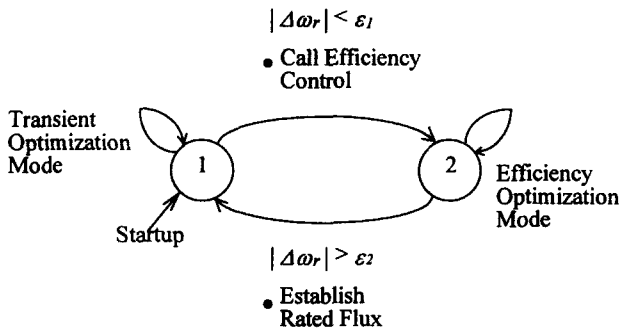 |Δωr| < ε1
• Call Efficiency
Control
Transient
Optimization
Mode
1
2
Efficiency
Optimization
Mode
Startup
|Δωr| > ε2
• Establish
Rated Flux